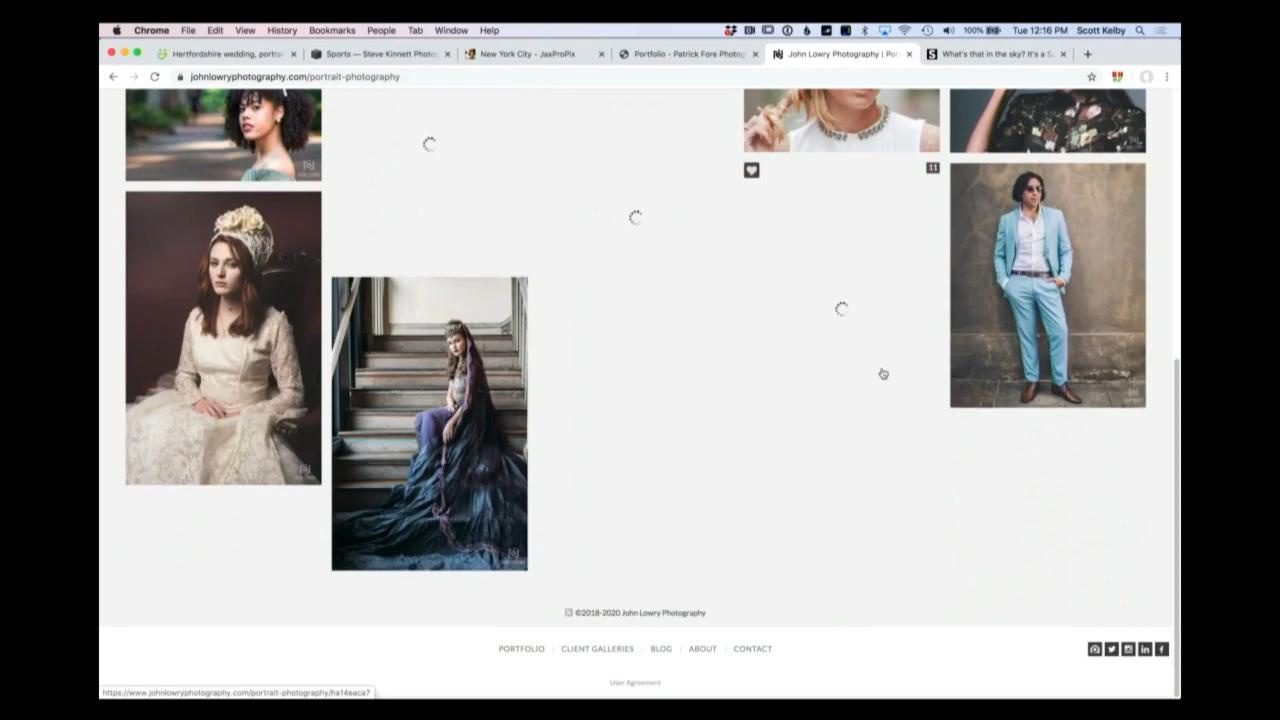 Chrome File Edit View History Bookmarks People Tab Window Help 100% Tue 12:16 PM Scott Kelby
Hertfordshire wedding, portrai Sports — Steve Kinnett Photo New York City - JaxProPix Portfolio - Patrick Fore Photog John Lowry Photography | Por What's that in the sky? It's a S
johnlowryphotography.com/portrait-photography
11
©2018-2020 John Lowry Photography
PORTFOLIO CLIENT GALLERIES BLOG ABOUT CONTACT
User Agreement
https://www.johnlowryphotography.com/portrait-photography/ha14eaca7